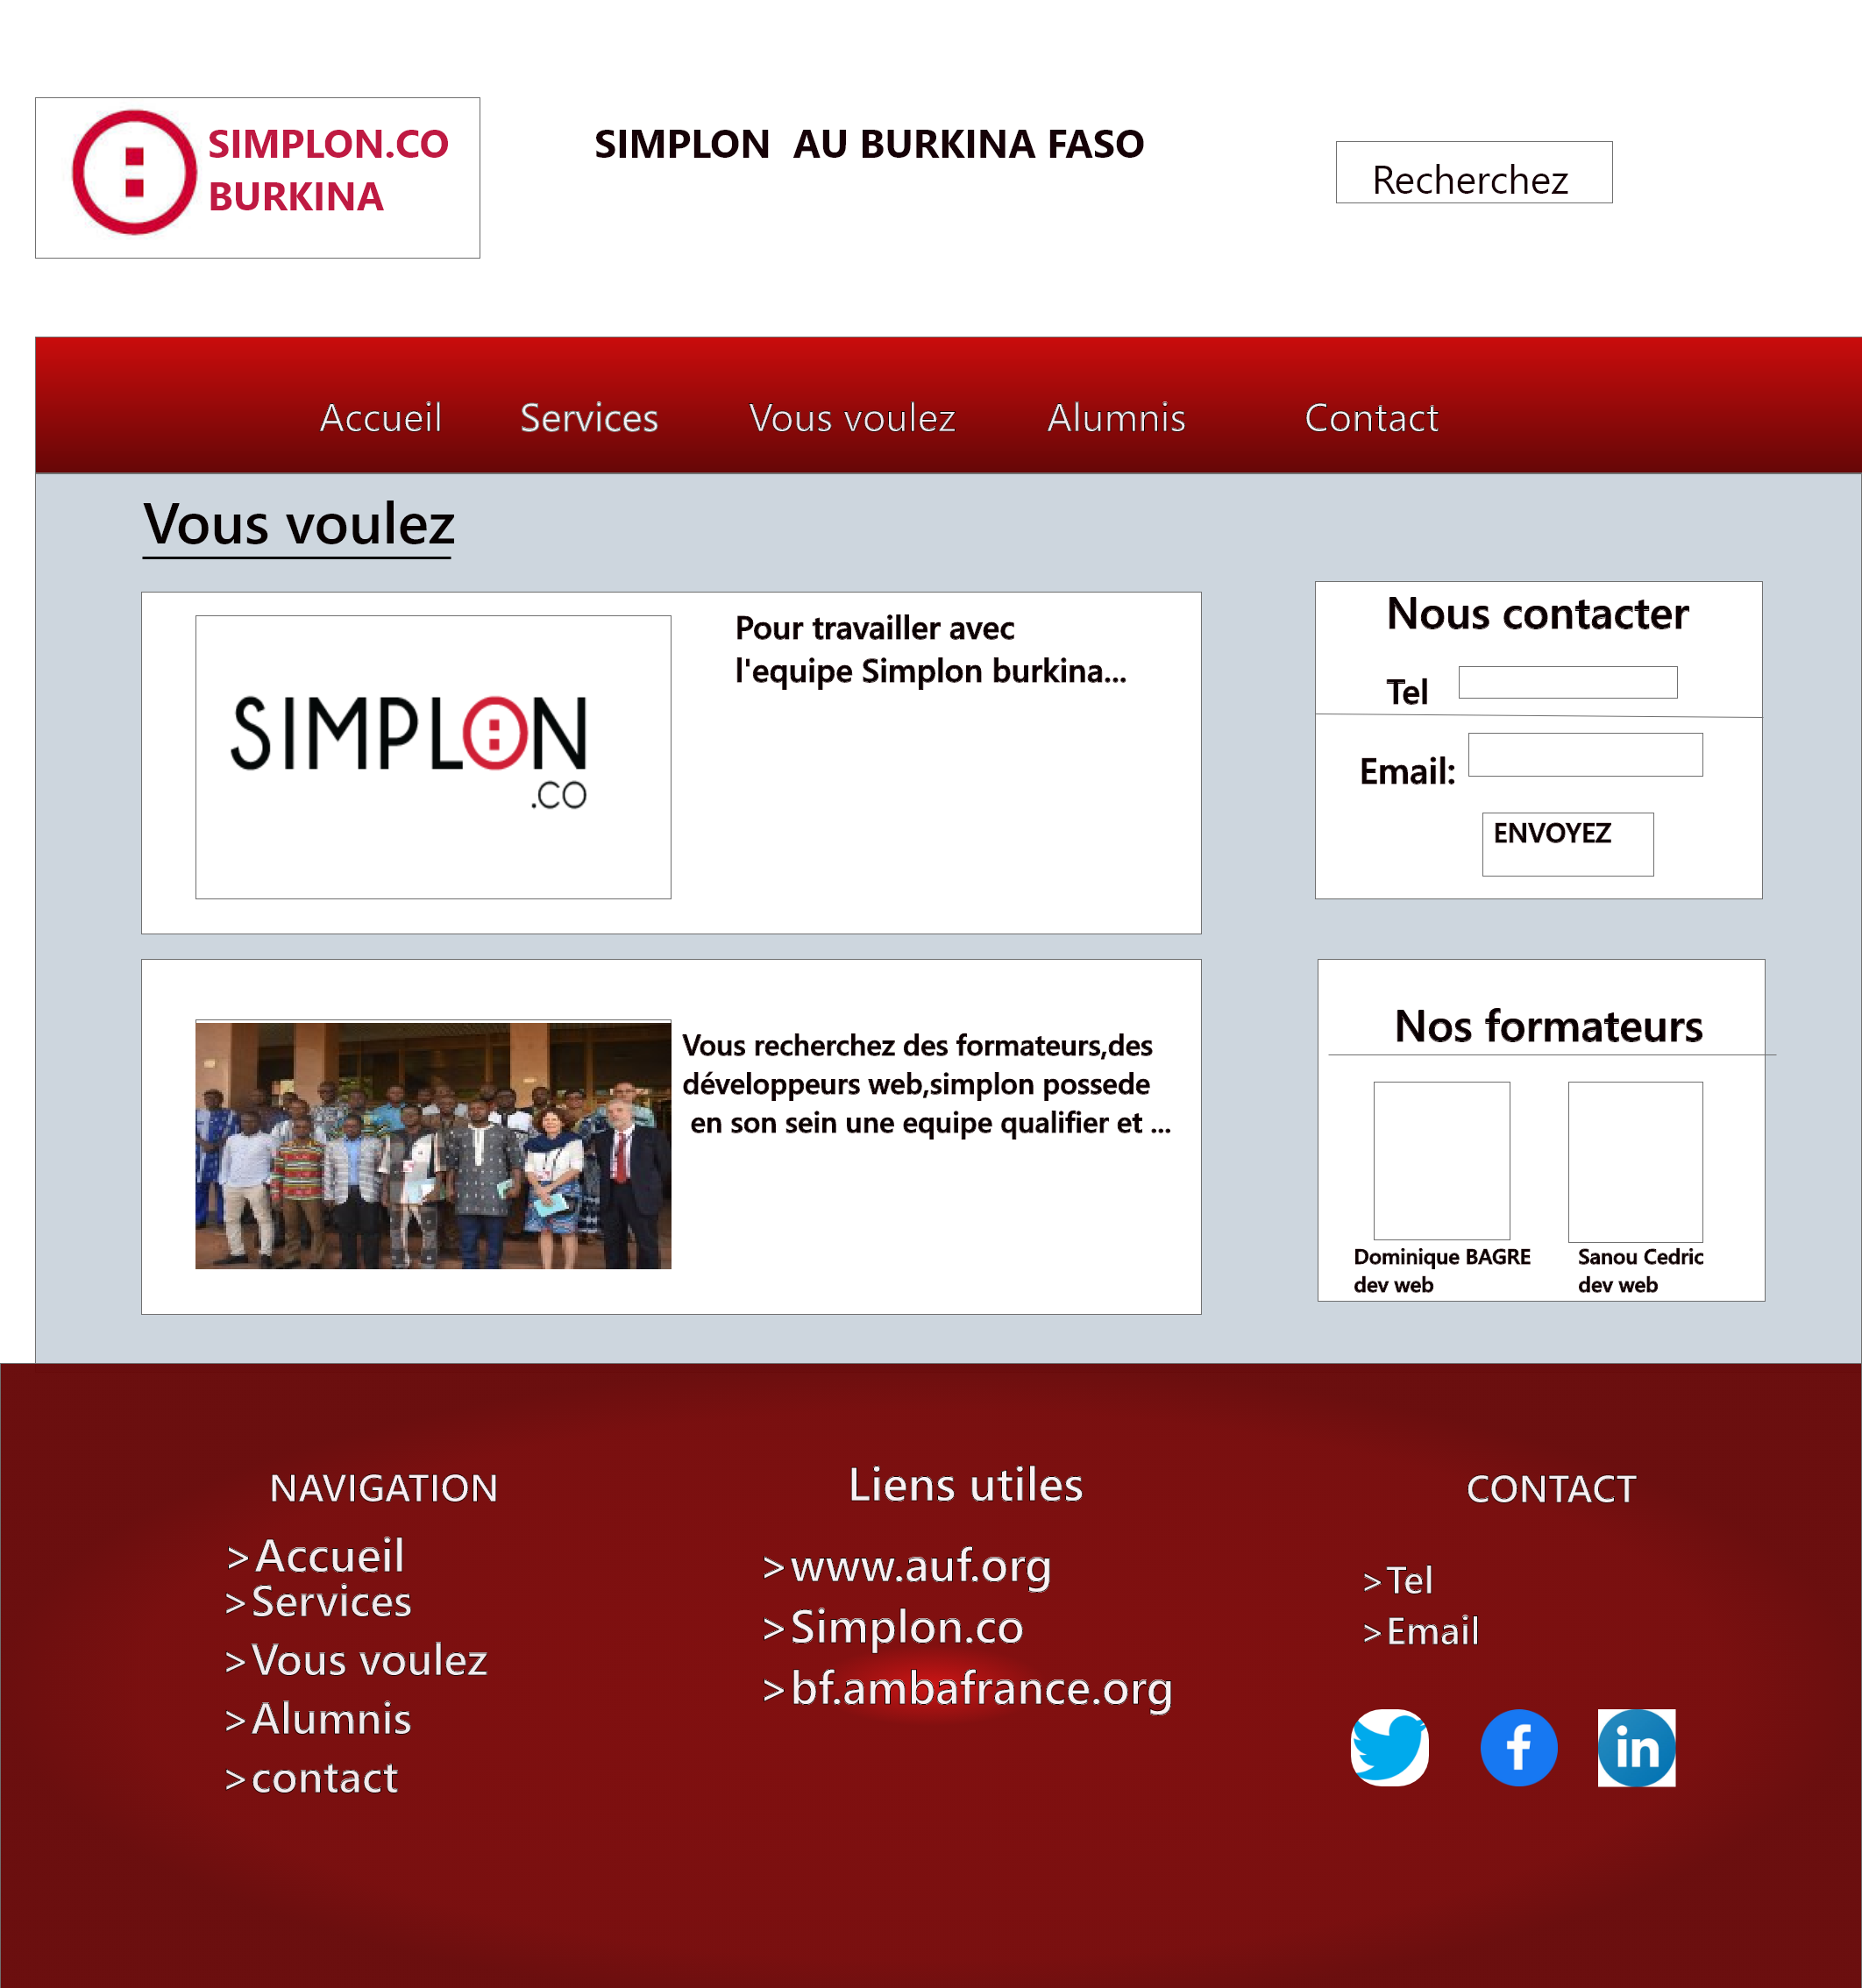 SIMPLON.CO
BURKINA
SIMPLON  AU BURKINA FASO
Recherchez
Accueil
Services
Vous voulez
Alumnis
Contact
Vous voulez
SIMPLON
.CO
Pour travailler avec
l'equipe Simplon burkina...
Nous contacter
Tel
Email:
ENVOYEZ
Vous recherchez des formateurs,des
développeurs web,simplon possede
en son sein une equipe qualifier et ...
Nos formateurs
Dominique BAGRE
dev web
Sanou Cedric
dev web
NAVIGATION
>Accueil
>Services
>Vous voulez
>Alumnis
>contact
Liens utiles
>www.auf.org
>Simplon.co
>bf.ambafrance.org
CONTACT
>Tel
>Email
f
in